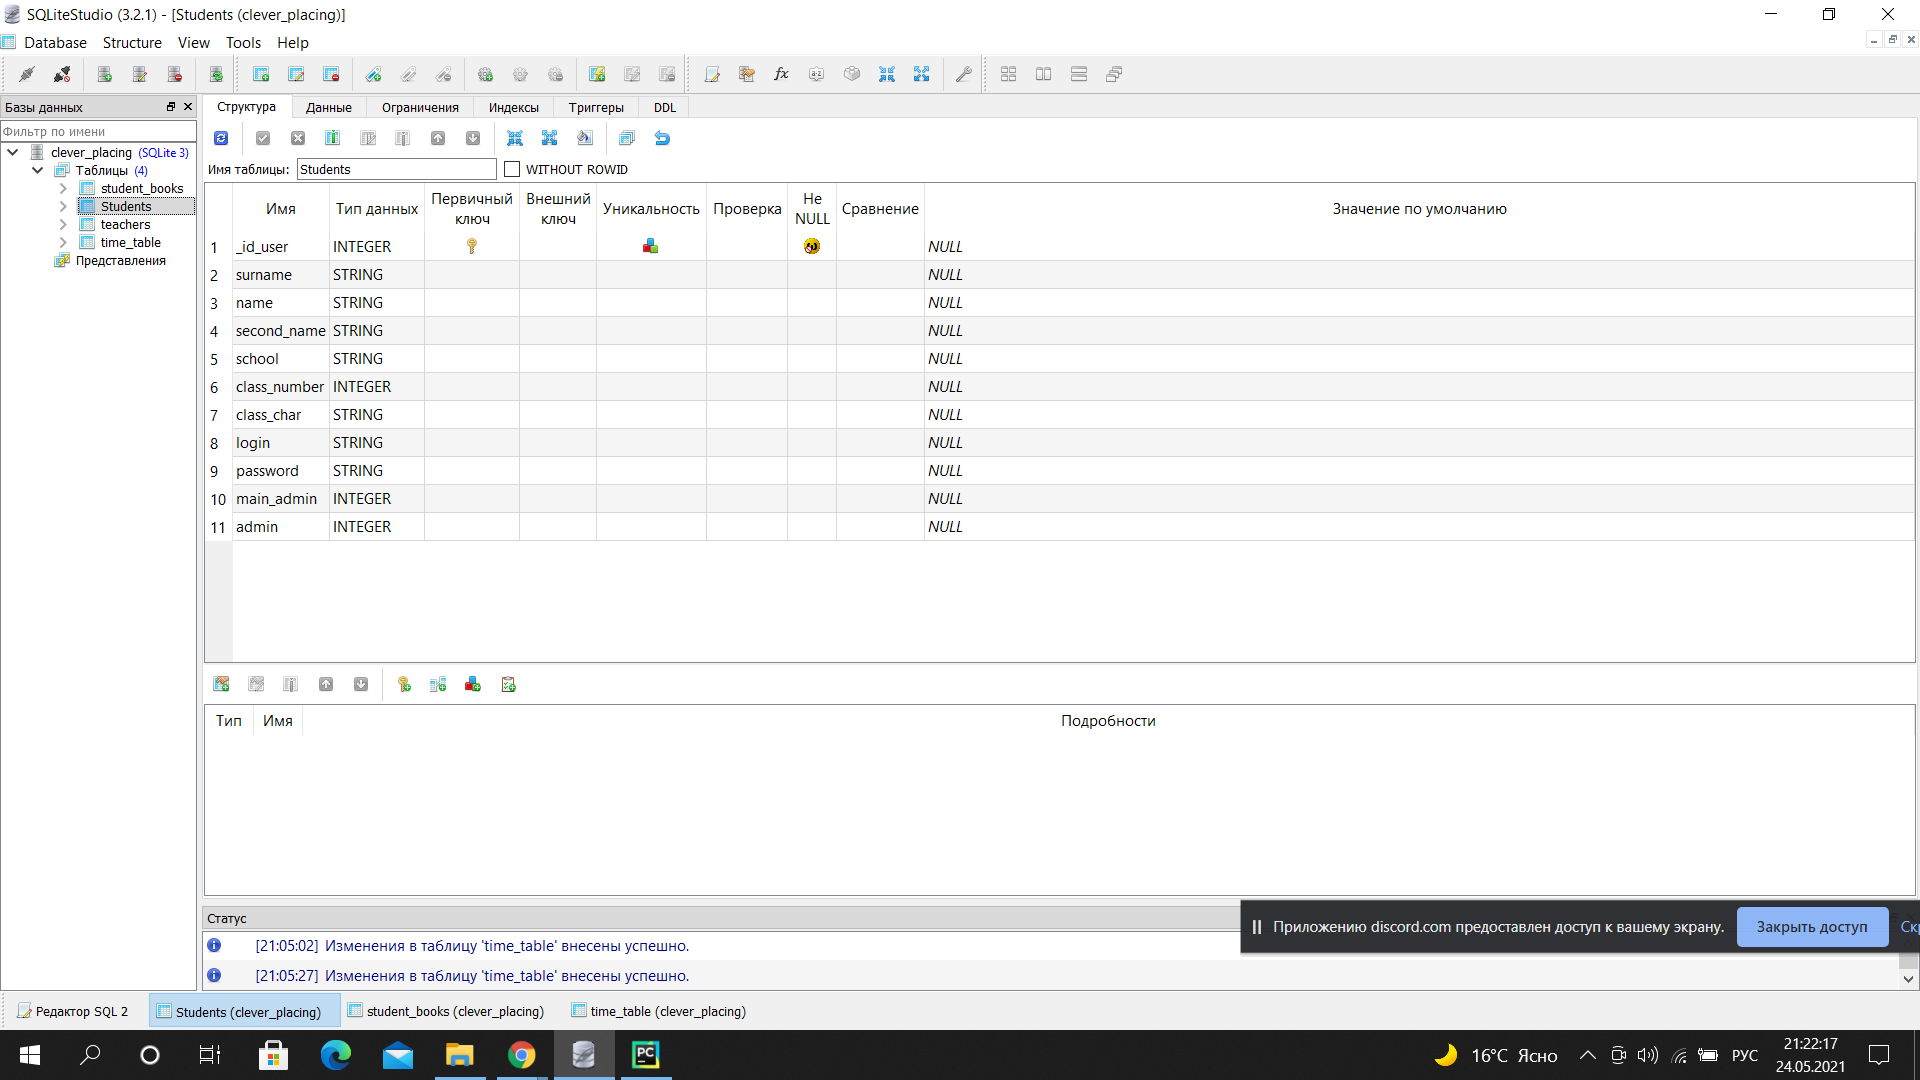 SQLiteStudio (3.2.1) - [Students (clever_placing)]
Database Structure View Tools Help
Базы данных
Фильтр по имени
clever_placing (SQLite 3)
Таблицы (4)
student_books
Students
teachers
time_table
Представления
Структура Данные Ограничения Индексы Триггеры DDL
Имя таблицы: Students WITHOUT ROWID
Имя Тип данных Первичный ключ Внешний ключ Уникальность Проверка Не NULL Сравнение Значение по умолчанию
1 _id_user INTEGER NULL
2 surname STRING NULL
3 name STRING NULL
4 second_name STRING NULL
5 school STRING NULL
6 class_number INTEGER NULL
7 class_char STRING NULL
8 login STRING NULL
9 password STRING NULL
10 main_admin INTEGER NULL
11 admin INTEGER NULL
Тип Имя Подробности
Статус
[21:05:02] Изменения в таблицу 'time_table' внесены успешно.
[21:05:27] Изменения в таблицу 'time_table' внесены успешно.
Приложению discord.com предоставлен доступ к вашему экрану. Закрыть доступ
Редактор SQL 2 Students (clever_placing) student_books (clever_placing) time_table (clever_placing)
16°C Ясно РУС 21:22:17
24.05.2021